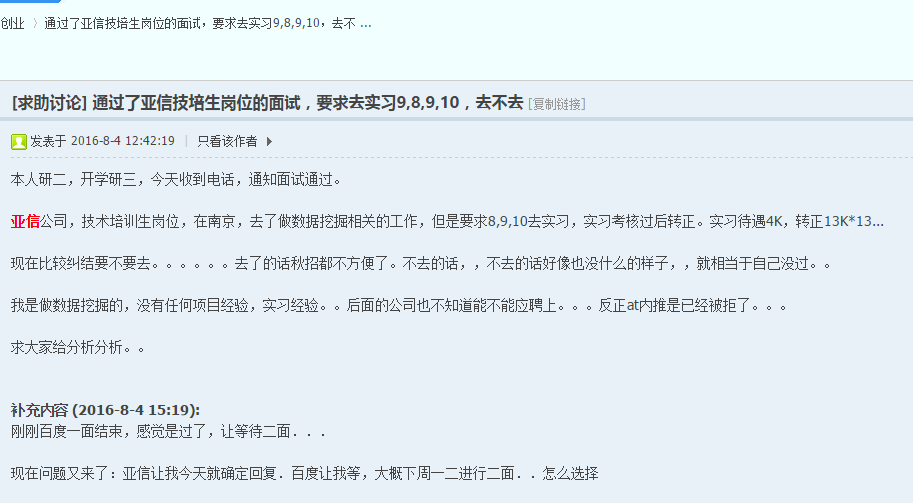 创业 〉通过了亚信技培生岗位的面试，要求去实习9,8,9,10，去不 ...
[求助讨论] 通过了亚信技培生岗位的面试，要求去实习9,8,9,10，去不去 [复制链接]
发表于 2016-8-4 12:42:19 | 只看该作者
本人研二，开学研三，今天收到电话，通知面试通过。
亚信公司，技术培训生岗位，在南京，去了做数据挖掘相关的工作，但是要求8,9,10去实习，实习考核过后转正。实习待遇4K，转正13K*13...
现在比较纠结要不要去。。。。。。去了的话秋招都不方便了。不去的话，，不去的话好像也没什么的样子，，就相当于自己没过。。
我是做数据挖掘的，没有任何项目经验，实习经验。。后面的公司也不知道能不能应聘上。。。反正at内推是已经被拒了。。。
求大家给分析分析。。
补充内容 (2016-8-4 15:19):
刚刚百度一面结束，感觉是过了，让等待二面．．．
现在问题又来了：亚信让我今天就确定回复．百度让我等，大概下周一二进行二面．．怎么选择